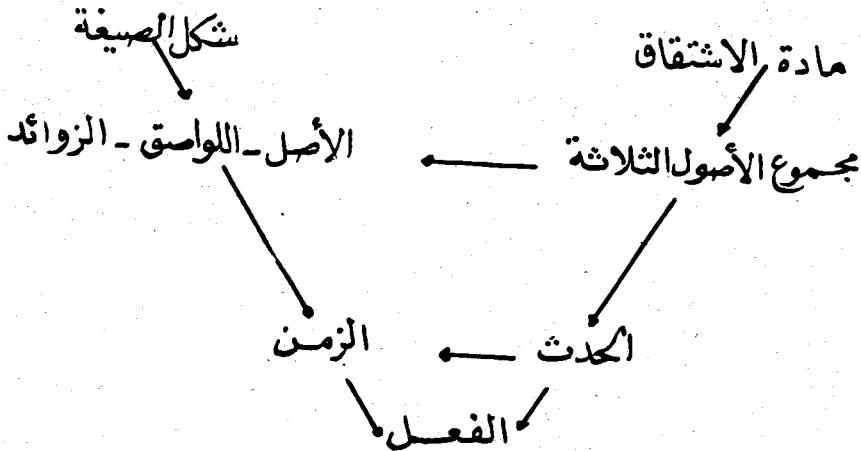 مادة الاشتقاق
شكل الصيغة
مجموع الأصول الثلاثة
الأصل - اللواصق - الزوائد
الحدث
الزمن
الفعل